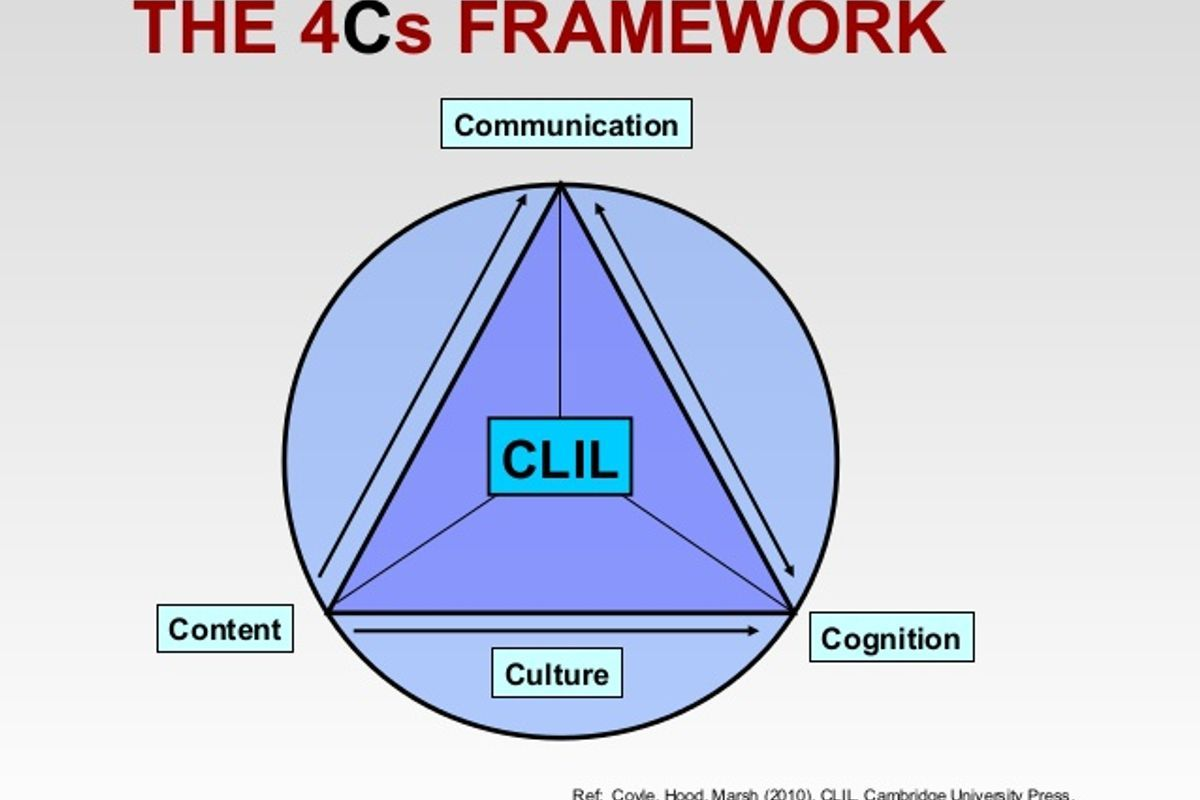 THE 4Cs FRAMEWORK
Communication
CLIL
Content
Cognition
Culture
Ref: Coyle, Hood, Marsh (2010), CLIL, Cambridge University Press.